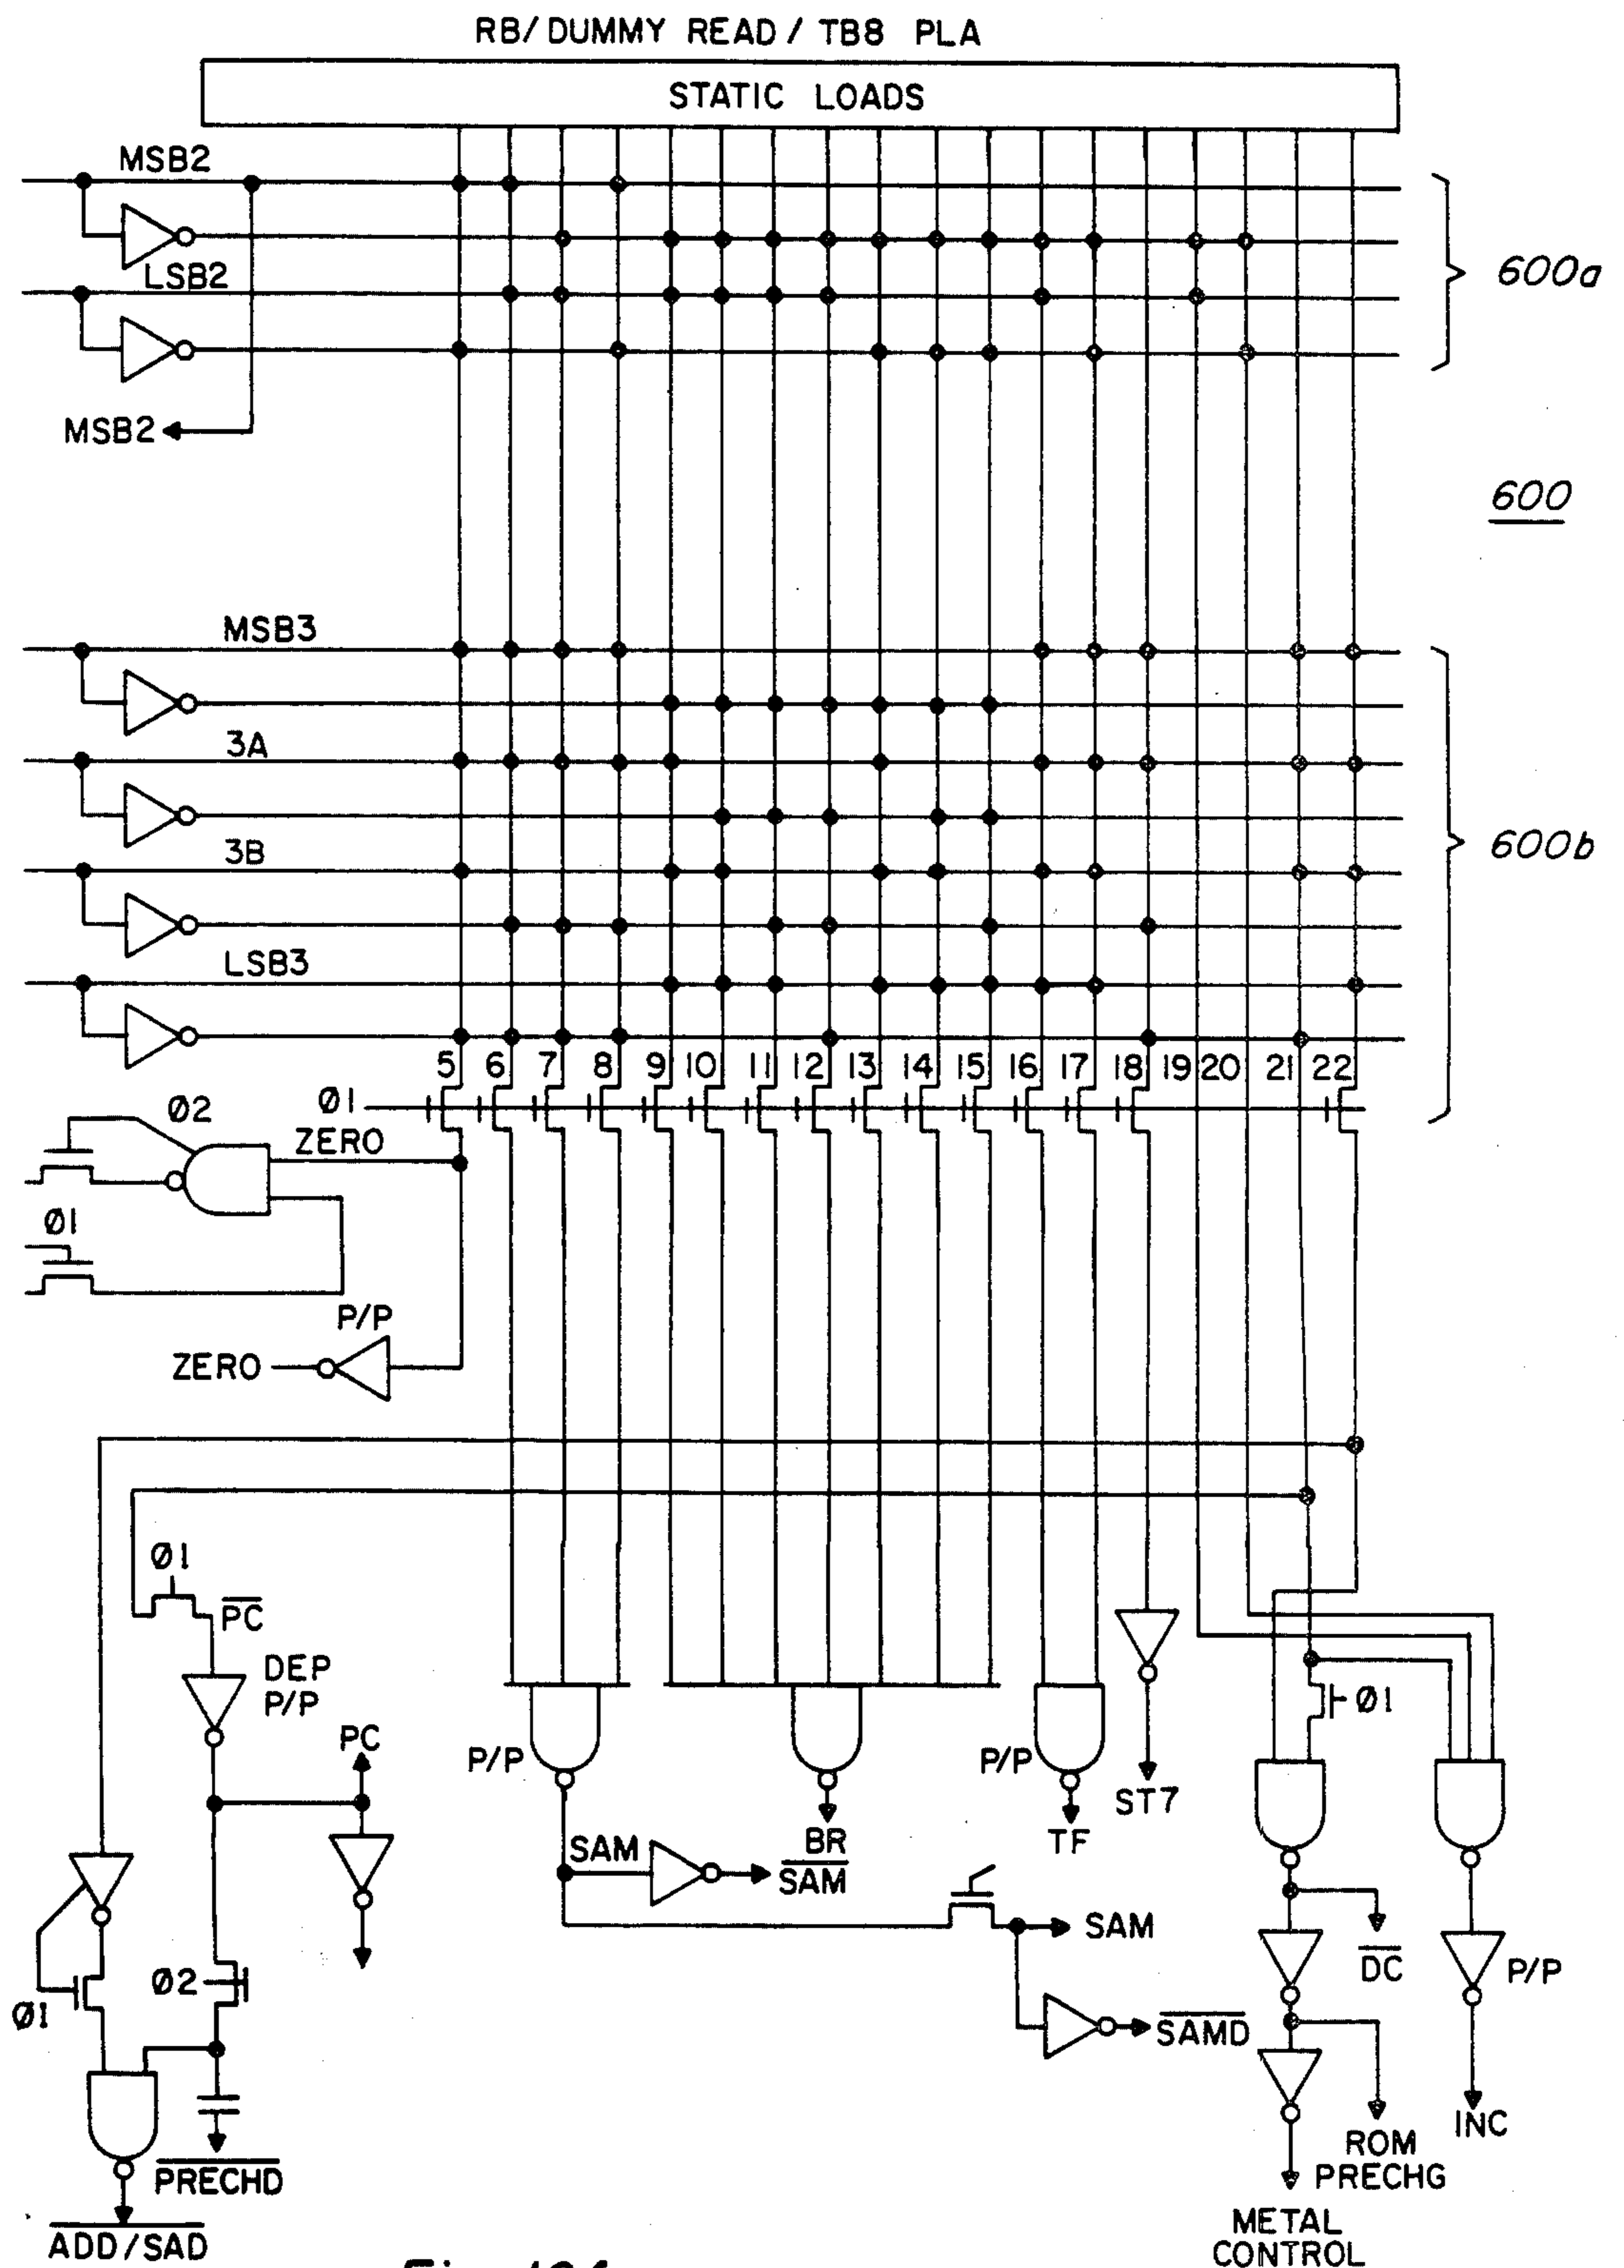 RB/DUMMY READ / TB8 PLA
STATIC LOADS
MSB2
LSB2
600a
MSB2
600
MSB3
3A
3B
600b
LSB3
5 6 7 8 9 10 11 12 13 14 15 16 17 18 19 20 21 22
Ø1
Ø2
ZERO
Ø1
P/P
ZERO
Ø1
PC
DEP
P/P
Ø1
PC
P/P
P/P
ST7
BR
TF
SAM
SAM
SAM
DC
P/P
Ø2
Ø1
SAMD
INC
ROM
PRECHG
PRECHD
METAL
CONTROL
ADD/SAD